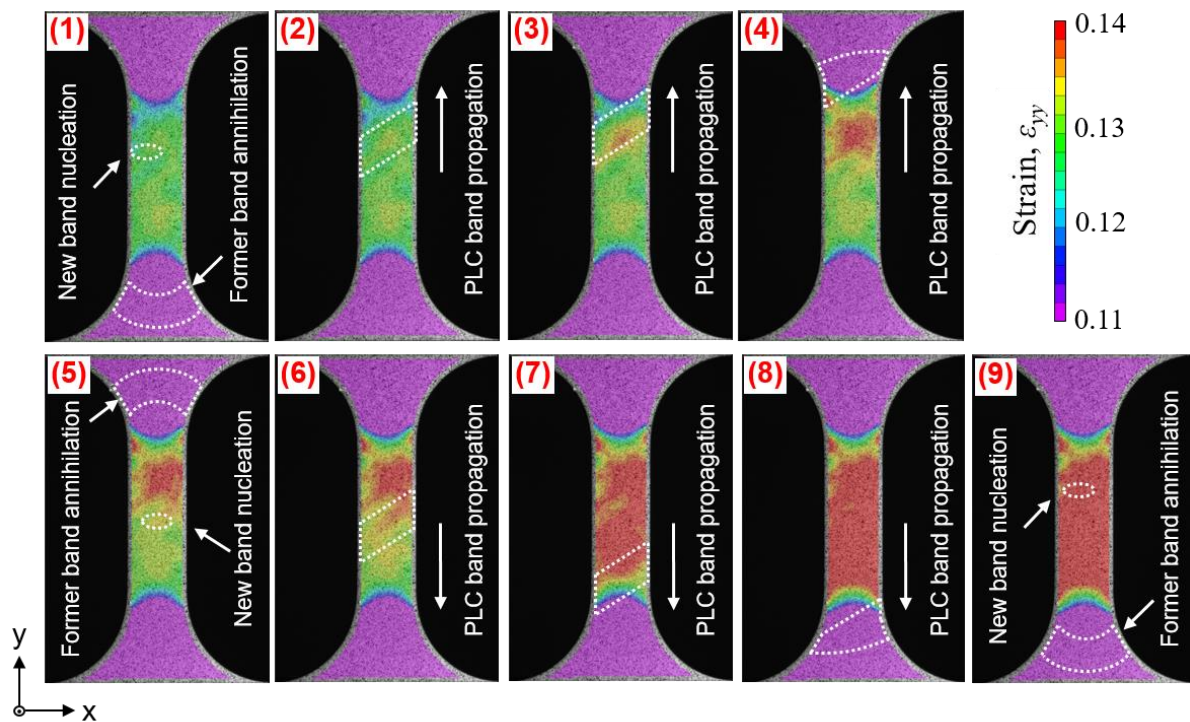 (1)
New band nucleation
Former band annihilation
(2)
PLC band propagation
(3)
PLC band propagation
(4)
PLC band propagation
Strain, εyy
0.14
0.13
0.12
0.11
(5)
Former band annihilation
New band nucleation
(6)
PLC band propagation
(7)
PLC band propagation
(8)
PLC band propagation
(9)
New band nucleation
Former band annihilation
y
x